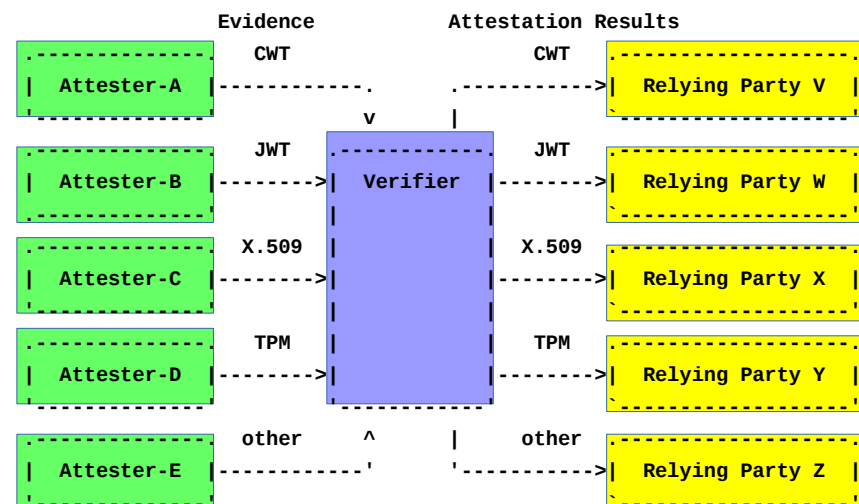 Evidence Attestation Results
CWT CWT
Attester-A Relying Party V
v
JWT JWT
Attester-B Verifier Relying Party W
X.509 X.509
Attester-C Relying Party X
TPM TPM
Attester-D Relying Party Y
other ^ other
Attester-E Relying Party Z